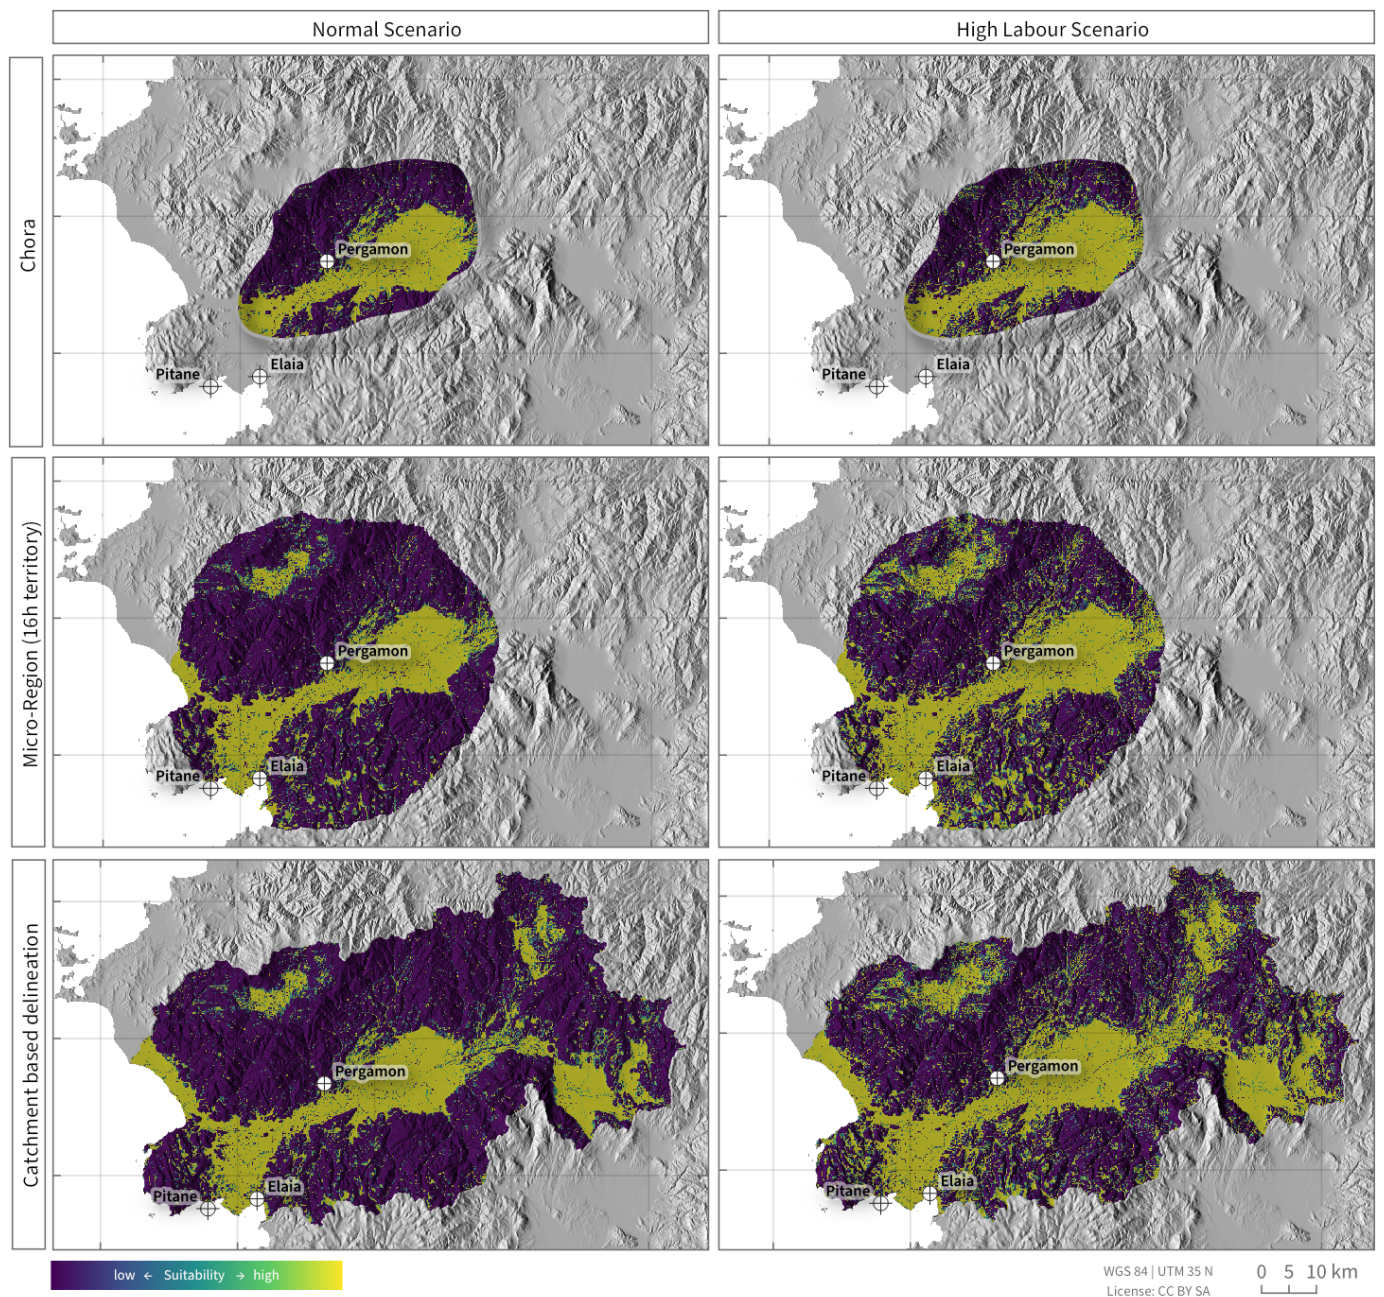 Normal Scenario
High Labour Scenario
Chora
Pergamon
Elaia
Pitane
Pergamon
Elaia
Pitane
Micro-Region (16h territory)
Pergamon
Elaia
Pitane
Pergamon
Elaia
Pitane
Catchment based delineation
Pergamon
Elaia
Pitane
Pergamon
Elaia
Pitane
low ← Suitability → high
WGS 84 | UTM 35 N
License: CC BY SA
0 5 10 km